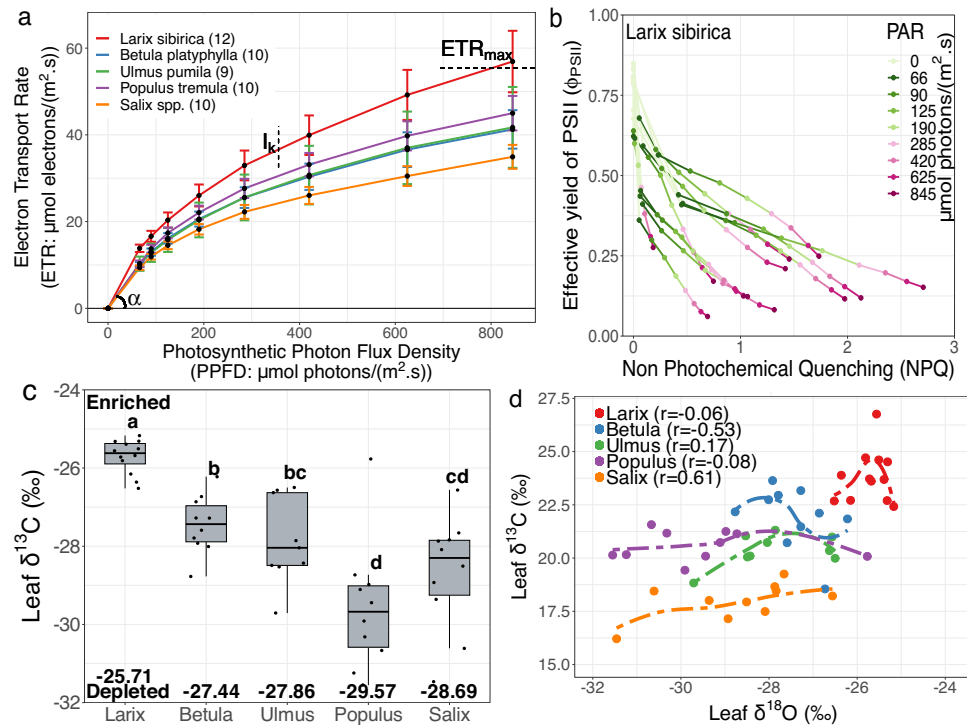 a
Larix sibirica (12)
Betula platyphylla (10)
Ulmus pumila (9)
Populus tremula (10)
Salix spp. (10)
ETRmax
Ik
α
60
40
20
0
0
200
400
600
800
Electron Transport Rate
(ETR: μmol electrons/(m².s))
Photosynthetic Photon Flux Density
(PPFD: μmol photons/(m².s))
b
Larix sibirica
PAR
0
66
90
125
190
285
420
625
845
μmol photons/(m².s)
1.00
0.75
0.50
0.25
0.00
0
1
2
3
Effective yield of PSII (ϕPSII)
Non Photochemical Quenching (NPQ)
c
-24
-26
-28
-30
-32
Leaf δ¹³C (‰)
Enriched
a
b
bc
d
cd
-25.71
Depleted
-27.44
-27.86
-29.57
-28.69
Larix
Betula
Ulmus
Populus
Salix
d
Larix (r=-0.06)
Betula (r=-0.53)
Ulmus (r=0.17)
Populus (r=-0.08)
Salix (r=0.61)
27.5
25.0
22.5
20.0
17.5
15.0
-32
-30
-28
-26
-24
Leaf δ¹³C (‰)
Leaf δ¹⁸O (‰)